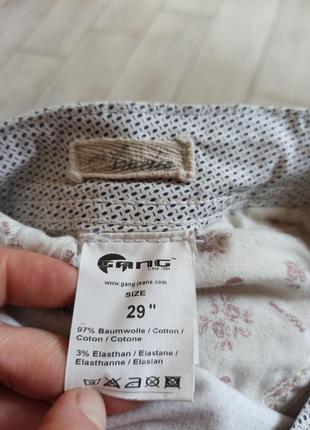 GANG
SINCE 1994
www.gang-jeans.com
SIZE
29"
97% Baumwolle / Cotton /
Coton / Cotone
3% Elasthan / Elastane /
Elasthanne / Elastan